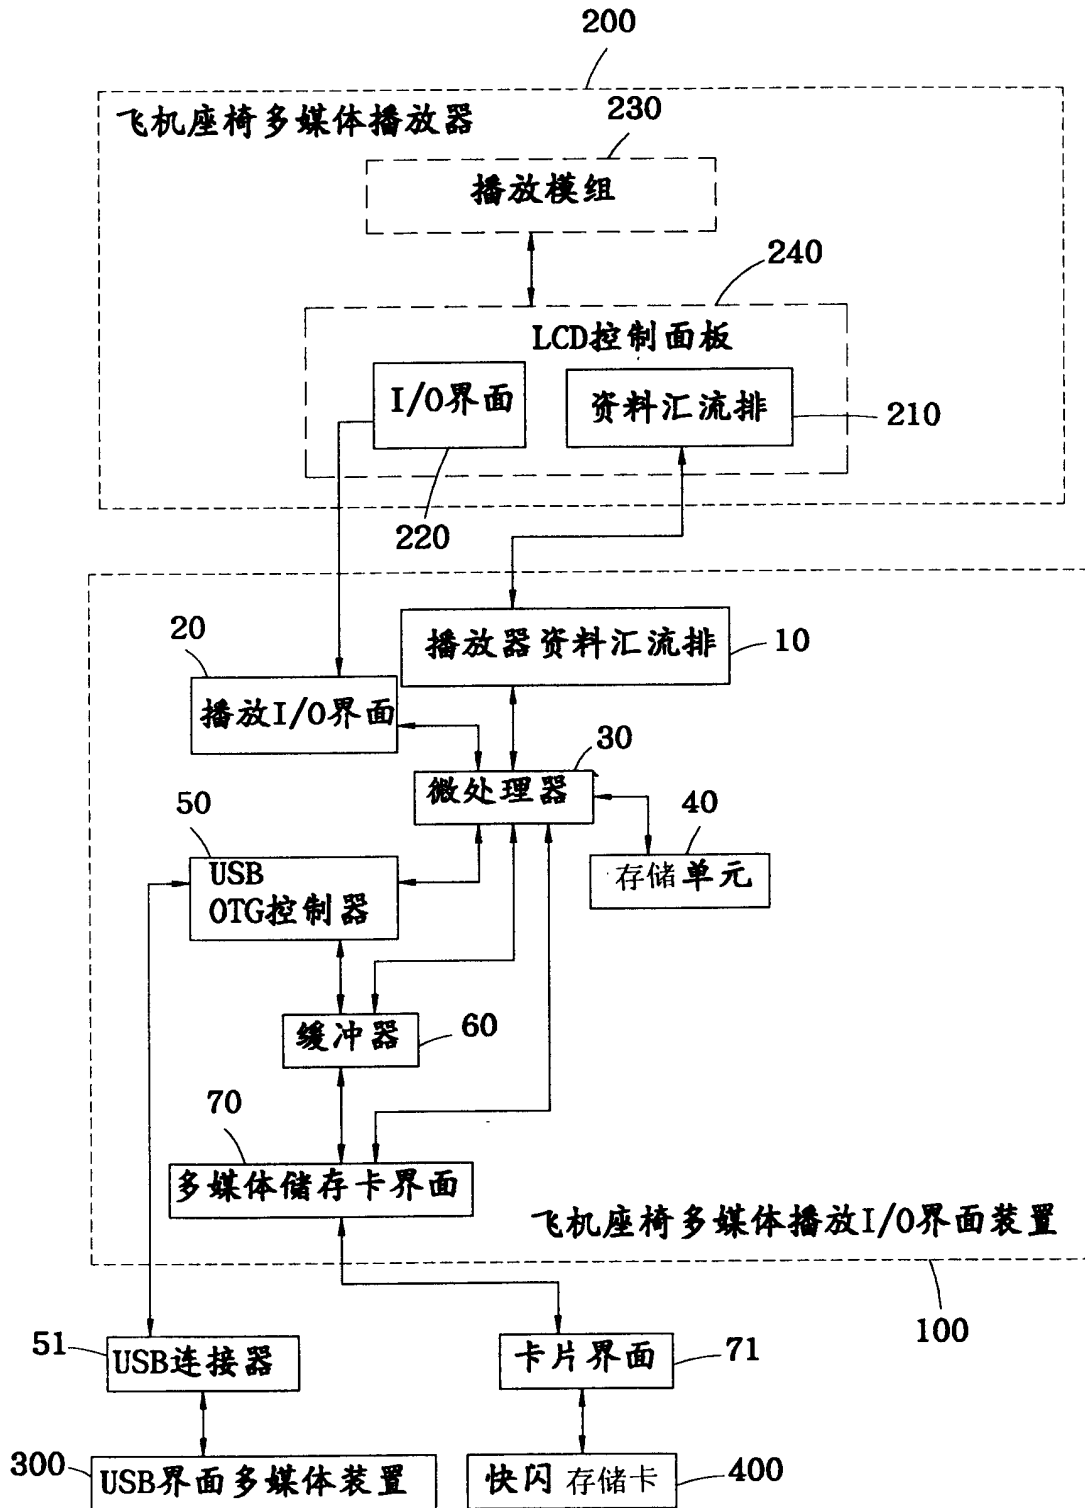 200
飞机座椅多媒体播放器
230
播放模组
240
LCD控制面板
I/O界面
资料汇流排
210
220
20
播放器资料汇流排
10
播放I/O界面
30
微处理器
50
40
USB
OTG控制器
存储单元
缓冲器
60
70
多媒体储存卡界面
飞机座椅多媒体播放I/O界面装置
100
51
USB连接器
卡片界面
71
300
USB界面多媒体装置
快闪存储卡
400